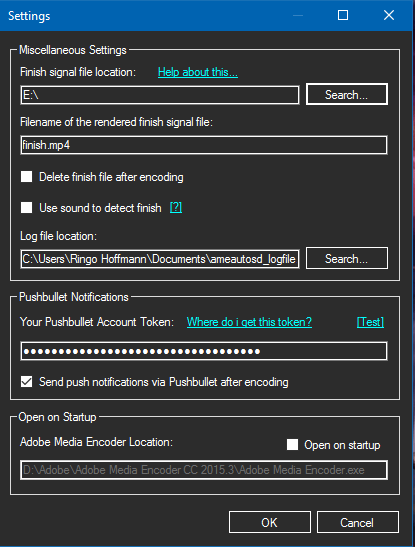 Settings
Miscellaneous Settings
Finish signal file location: Help about this...
E:\ Search...
Filename of the rendered finish signal file:
finish.mp4
Delete finish file after encoding
Use sound to detect finish [?]
Log file location:
C:\Users\Ringo Hoffmann\Documents\ameautosd_logfile Search...
Pushbullet Notifications
Your Pushbullet Account Token: Where do i get this token? [Test]
Send push notifications via Pushbullet after encoding
Open on Startup
Adobe Media Encoder Location: Open on startup
D:\Adobe\Adobe Media Encoder CC 2015.3\Adobe Media Encoder.exe
OK Cancel